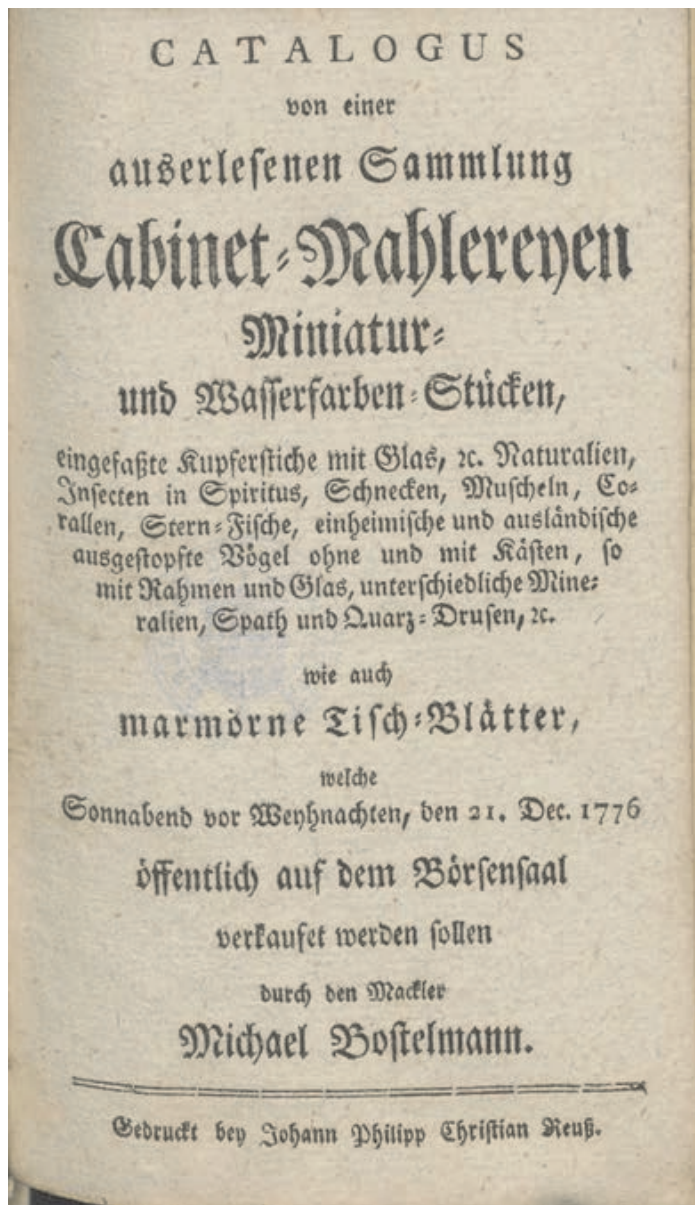 CATALOGUS
von einer
auserlesenen Sammlung
Cabinet-Mahlereyen
Miniatur-
und Wasserfarben-Stücken,
eingefaßte Kupferstiche mit Glas, ꝛc. Naturalien,
Insecten in Spiritus, Schnecken, Muscheln, Co-
rallen, Stern-Fische, einheimische und ausländische
ausgestopfte Vögel ohne und mit Kästen, so
mit Rahmen und Glas, unterschiedliche Mine-
ralien, Spath und Quarz-Drusen, ꝛc.
wie auch
marmorne Tisch-Blätter,
welche
Sonnabend vor Weyhnachten, den 21. Dec. 1776
öffentlich auf dem Börsensaal
verkaufet werden sollen
durch den Mackler
Michael Bostelmann.
Gedruckt bey Johann Philipp Christian Reuß.